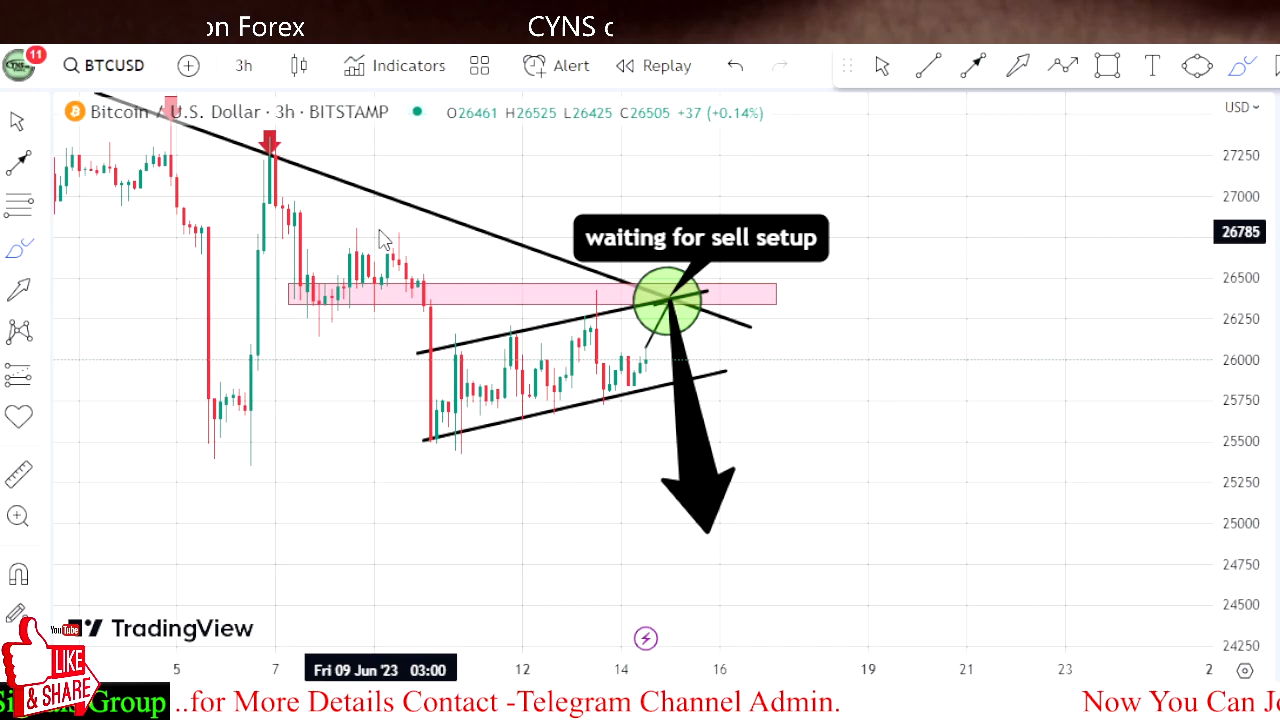 on Forex CYNS
11
BTCUSD 3h Indicators Alert Replay
Bitcoin / U.S. Dollar · 3h · BITSTAMP O26461 H26525 L26425 C26505 +37 (+0.14%)
USD
27250
27000
26785
waiting for sell setup
26500
26250
26000
25750
25500
25250
25000
24750
24500
24250
TradingView
YouTube
LIKE
& SHARE
5 7 Fri 09 Jun '23 03:00 12 14 16 19 21 23 2
Group ..for More Details Contact -Telegram Channel Admin. Now You Can